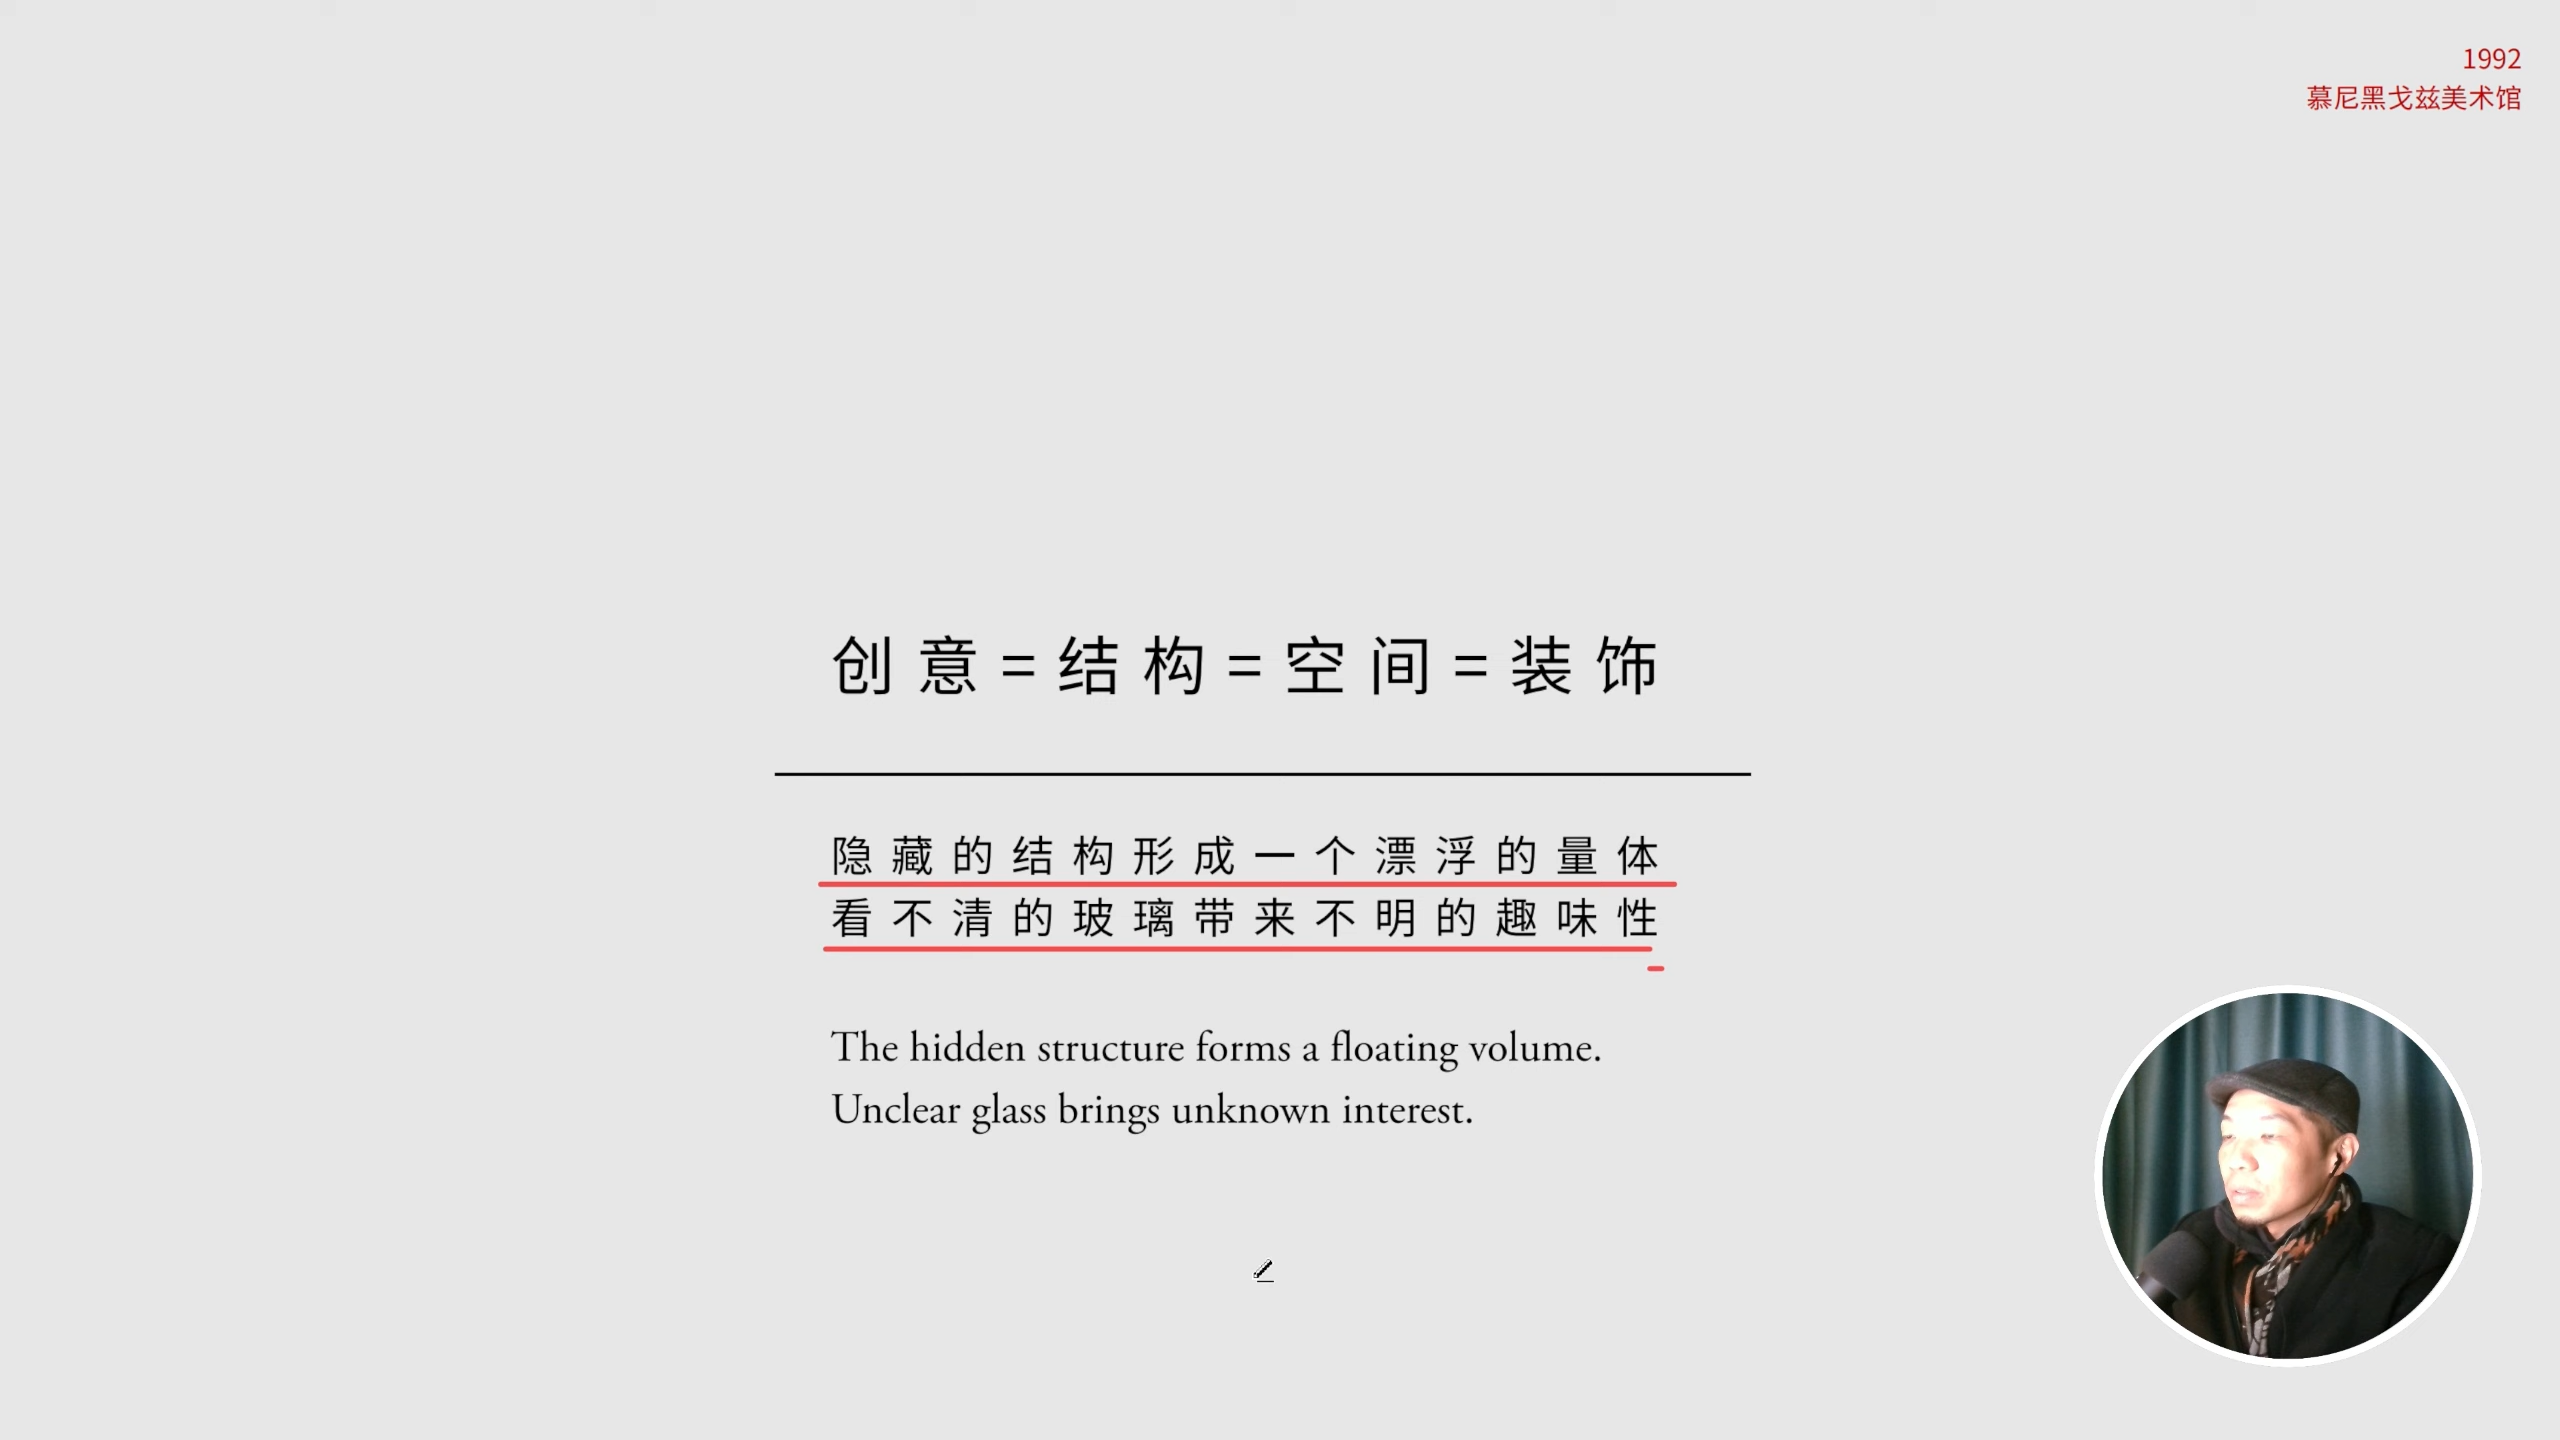 1992
慕尼黑戈兹美术馆
创意=结构=空间=装饰
隐藏的结构形成一个漂浮的量体
看不清的玻璃带来不明的趣味性
The hidden structure forms a floating volume.
Unclear glass brings unknown interest.